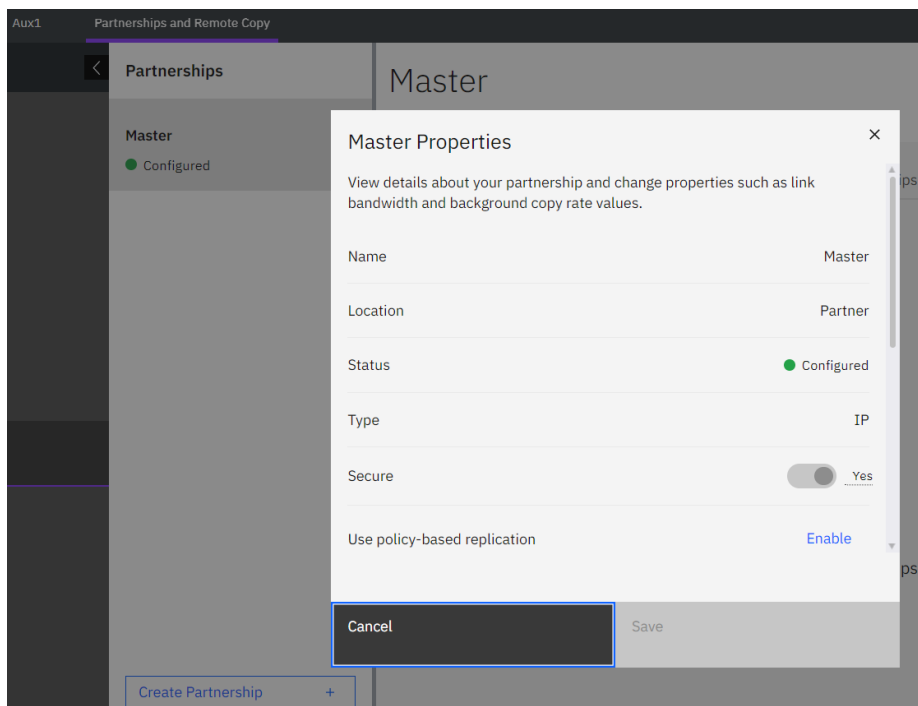 Aux1 Partnerships and Remote Copy
Partnerships
Master
Master
Configured
Master Properties
View details about your partnership and change properties such as link
bandwidth and background copy rate values.
Name Master
Location Partner
Status Configured
Type IP
Secure Yes
Use policy-based replication Enable
Cancel Save
Create Partnership +
ips
ps